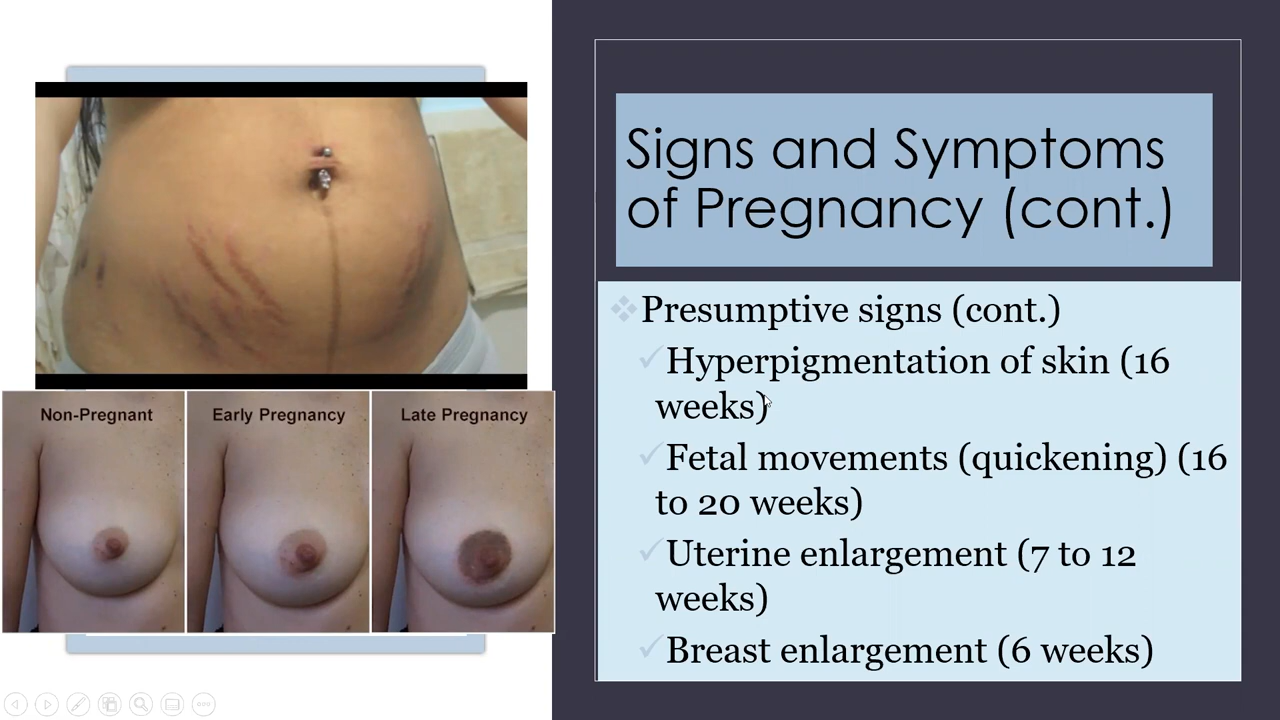 Non-Pregnant
Early Pregnancy
Late Pregnancy
Signs and Symptoms
of Pregnancy (cont.)
Presumptive signs (cont.)
Hyperpigmentation of skin (16
weeks)
Fetal movements (quickening) (16
to 20 weeks)
Uterine enlargement (7 to 12
weeks)
Breast enlargement (6 weeks)